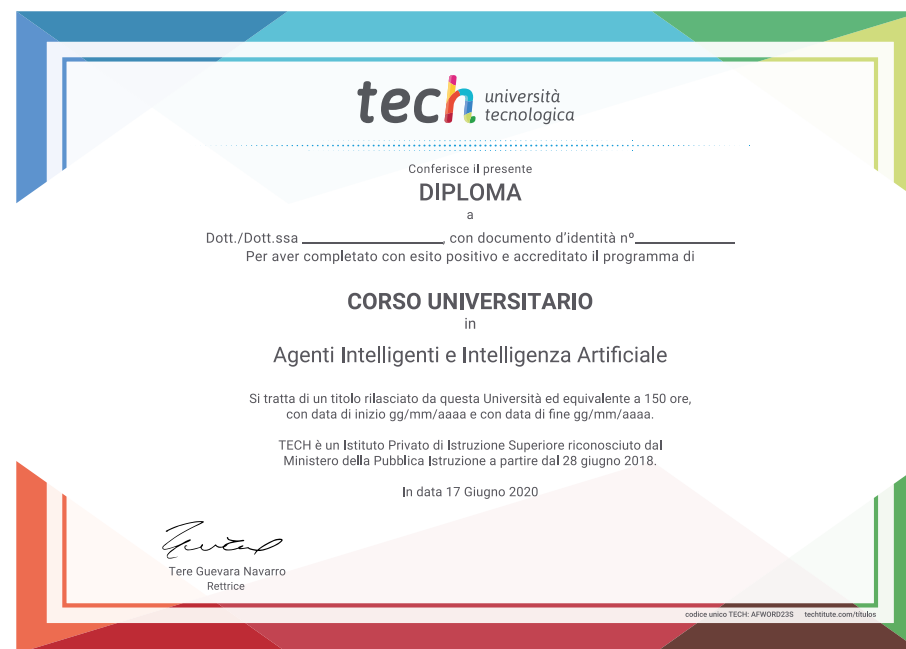 tech università
tecnologica
Conferisce il presente
DIPLOMA
a
Dott./Dott.ssa ________________, con documento d'identità nº___________
Per aver completato con esito positivo e accreditato il programma di
CORSO UNIVERSITARIO
in
Agenti Intelligenti e Intelligenza Artificiale
Si tratta di un titolo rilasciato da questa Università ed equivalente a 150 ore,
con data di inizio gg/mm/aaaa e con data di fine gg/mm/aaaa.
TECH è un Istituto Privato di Istruzione Superiore riconosciuto dal
Ministero della Pubblica Istruzione a partire dal 28 giugno 2018.
In data 17 Giugno 2020
Tere Guevara Navarro
Rettrice
codice unico TECH: AFWORD23S techtitute.com/títulos